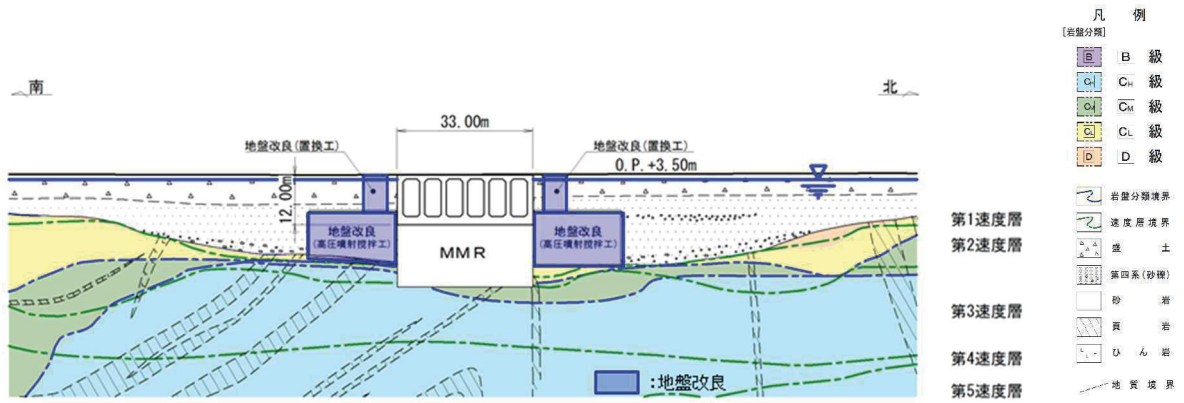 南
北
33.00m
地盤改良(置換工)
地盤改良(置換工)
O.P.+3.50m
12.00m
地盤改良
(高圧噴射撹拌工)
地盤改良
(高圧噴射撹拌工)
MMR
:地盤改良
第1速度層
第2速度層
第3速度層
第4速度層
第5速度層
凡 例
[岩盤分類]
B B 級
CH CH 級
CM CM 級
CL CL 級
D D 級
岩盤分類境界
速度層境界
盛 土
第四系(砂礫)
砂 岩
頁 岩
ひん岩
地質境界